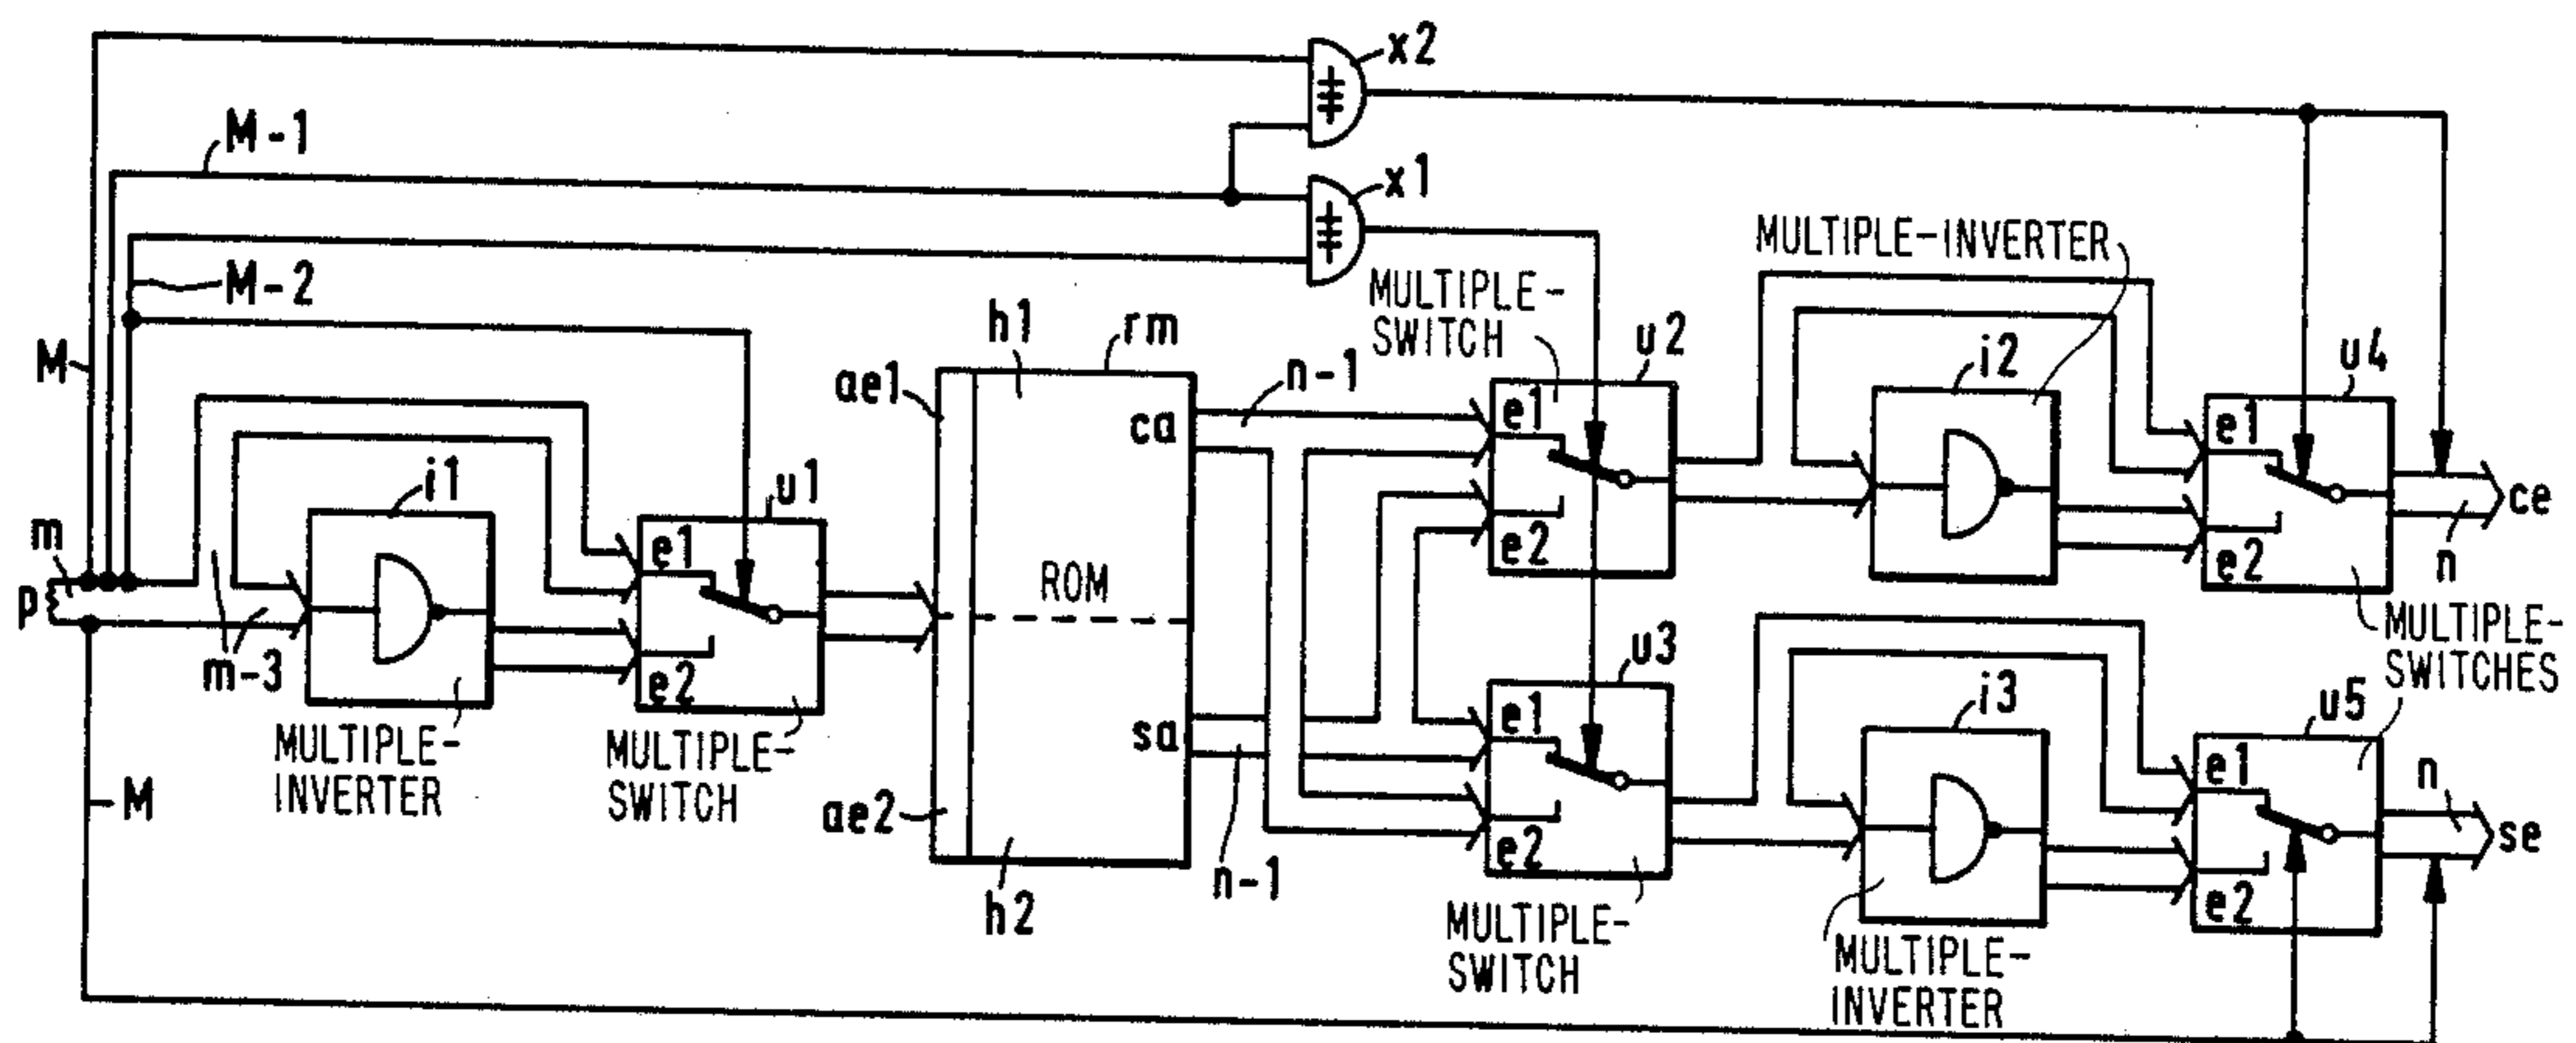 x2
M-1
x1
MULTIPLE-INVERTER
M-2
MULTIPLE-
SWITCH
h1
rm
u2
i2
u4
M
ae1
n-1
e1
e1
ca
i1
u1
m
e1
ROM
e2
e2
n
ce
p
m-3
e2
u3
MULTIPLE-
SWITCHES
MULTIPLE-
INVERTER
MULTIPLE-
SWITCH
sa
e1
i3
u5
e1
n
M
ae2
e2
se
h2
n-1
e2
MULTIPLE-
SWITCH
MULTIPLE-
INVERTER